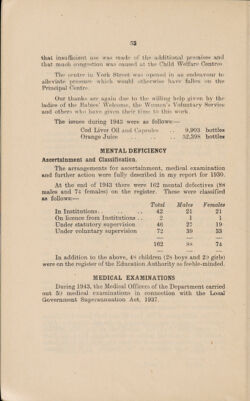 53
that insufficient use was made of the additional premises and
that much congestion was caused at the Child Welfare Centre.
The centre in York Street was opened in an endeavour to
alleviate pressure which would otherwise have fallen on the
Principal Centre.
Our thanks are again due to the willing help given by the
ladies of the Babies' Welcome, the Women's Voluntary Service
and others who have given their time to this work.
The issues during 1943 were as follows—
Cod Liver Oil and Capsules .. 9,903 bottles
Orange Juice .. 32,398 bottles
MENTAL DEFICIENCY
Ascertainment and Classification.
The arrangements for ascertainment, medical examination
and further action were fully described in my report for 1930.
At the end of 1943 there were 162 mental defectives (88
males and 74 females) on the register. These were classified
as follows:—
Total Males Females
In Institutions .. .. 42 21 21
On licence from Institutions .. 2 1 1
Under statutory supervision 46 27 19
Under voluntary supervision 72 39 33
162 88 74
In addition to the above, 48 children (28 boys and 20 girls)
were on the register of the Education Authority as feeble-minded.
MEDICAL EXAMINATIONS
During 1943, the Medical Officers of the Department carried
out 50 medical examinations in connection with the Local
Government Superannuation Act, 1937.